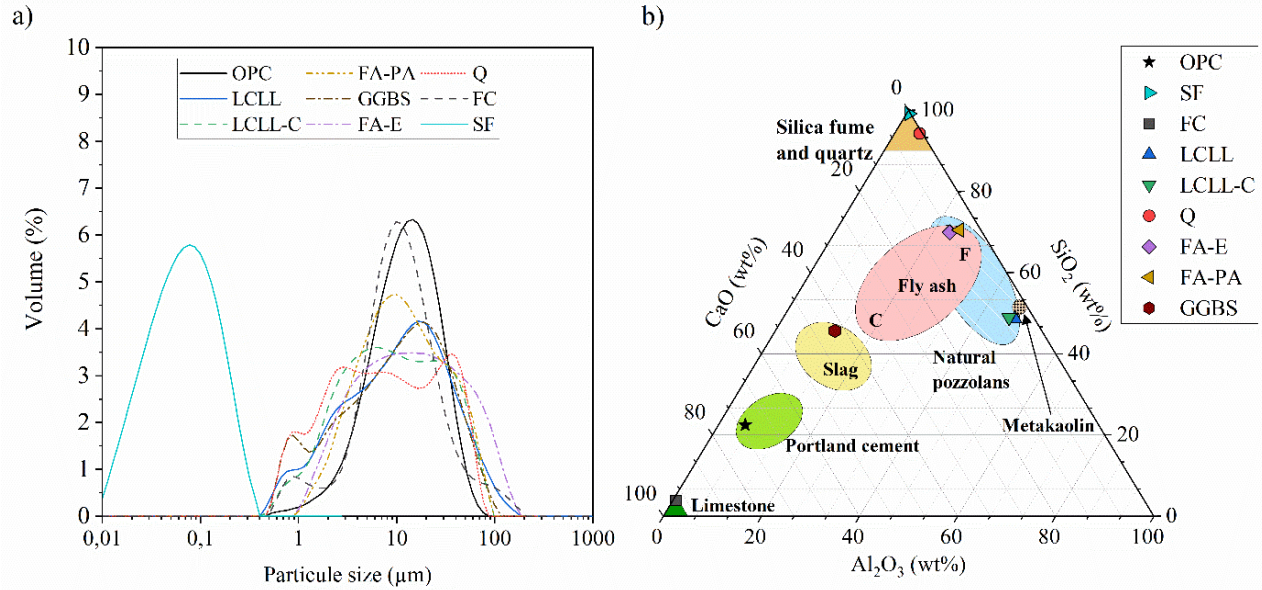 a)
10
9
8
7
6
5
4
3
2
1
0
Volume (%)
OPC
LCLL
LCLL-C
FA-PA
GGBS
FA-E
Q
FC
SF
0,01
0,1
1
10
100
1000
Particule size (µm)
b)
0
100
Silica fume
and quartz
20
80
CaO (wt%)
40
F
SiO2 (wt%)
60
Fly ash
C
60
40
Natural
pozzolans
Slag
Metakaolin
80
20
Portland cement
100
Limestone
0
0
20
40
60
80
100
Al2O3 (wt%)
OPC
SF
FC
LCLL
LCLL-C
Q
FA-E
FA-PA
GGBS